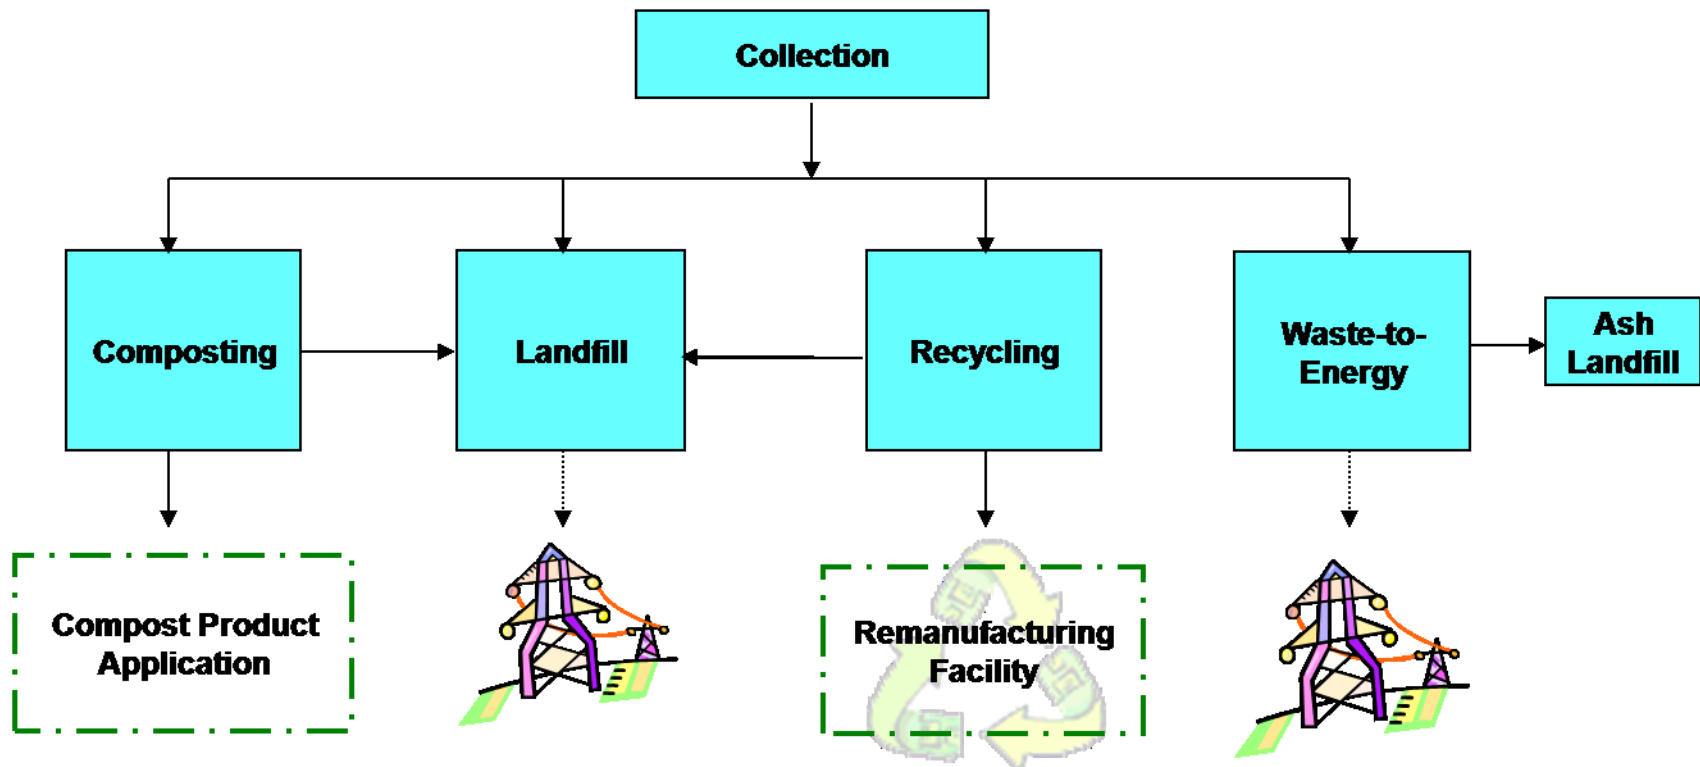 Collection
Composting
Landfill
Recycling
Waste-to-
Energy
Ash
Landfill
Compost Product
Application
Remanufacturing
Facility